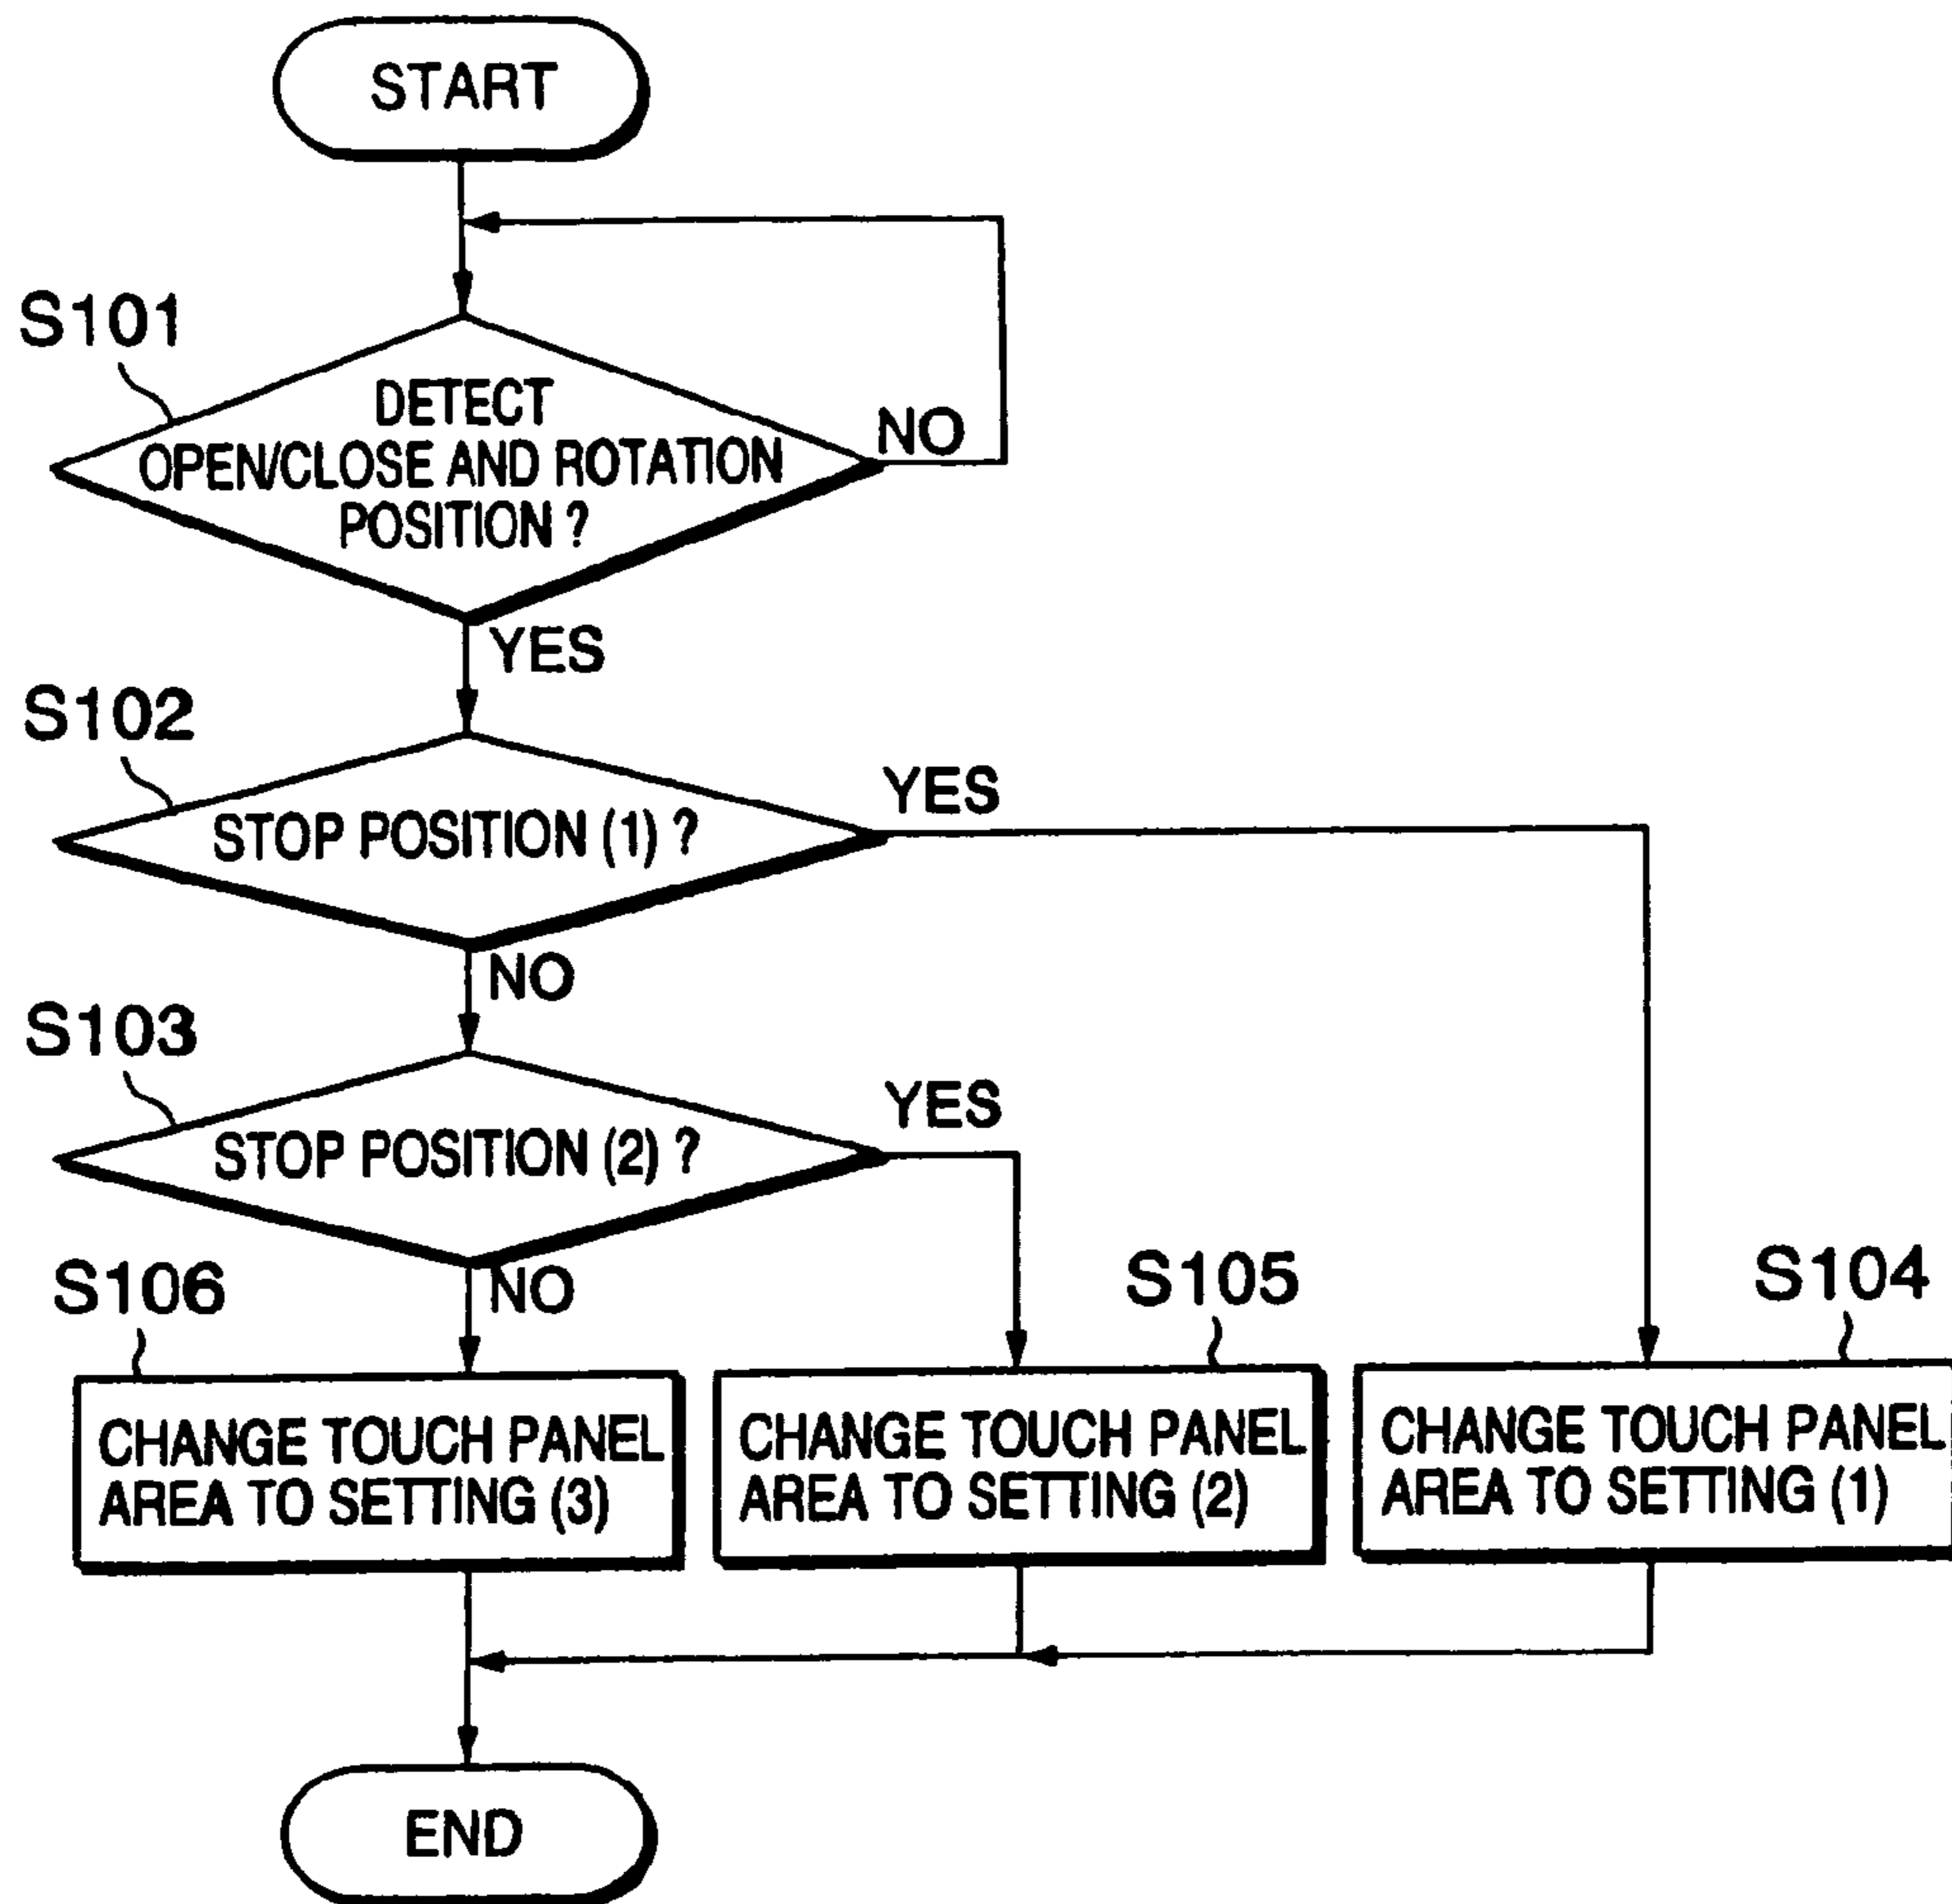 START
S101
DETECT
OPEN/CLOSE AND ROTATION
POSITION ?
NO
YES
S102
STOP POSITION (1) ?
YES
NO
S103
STOP POSITION (2) ?
YES
NO
S106
S105
S104
CHANGE TOUCH PANEL
AREA TO SETTING (3)
CHANGE TOUCH PANEL
AREA TO SETTING (2)
CHANGE TOUCH PANEL
AREA TO SETTING (1)
END